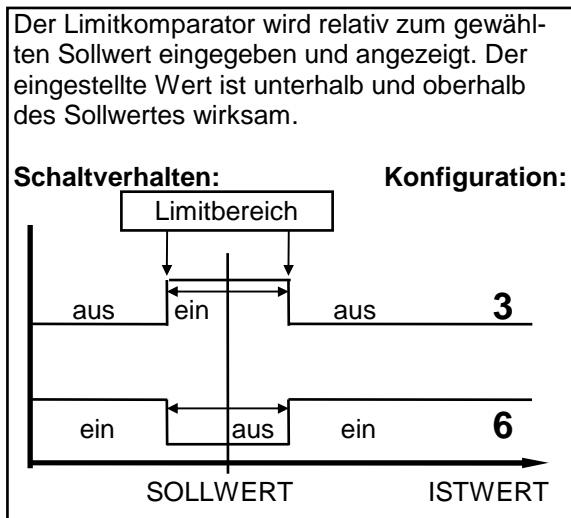 Der Limitkomparator wird relativ zum gewähl-
ten Sollwert eingegeben und angezeigt. Der
eingestellte Wert ist unterhalb und oberhalb
des Sollwertes wirksam.
Schaltverhalten: Konfiguration:
Limitbereich
aus ein aus 3
ein aus ein 6
SOLLWERT ISTWERT